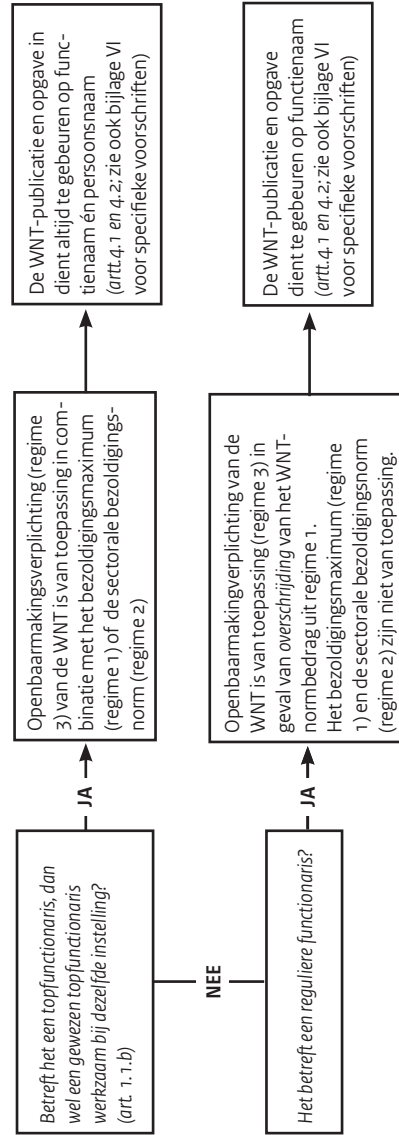 Betreft het een topfunctionaris, dan
wel een gewezen topfunctionaris
werkzaam bij dezelfde instelling?
(art. 1.1.b)
JA
Openbaarmakingsverplichting (regime
3) van de WNT is van toepassing in com-
binatie met het bezoldigingsmaximum
(regime 1) of de sectorale bezoldigings-
norm (regime 2)
De WNT-publicatie en opgave in
dient altijd te gebeuren op func-
tienaam én persoonsnaam
(artt.4.1 en 4.2; zie ook bijlage VI
voor specifieke voorschriften)
NEE
Het betreft een reguliere functionaris?
JA
Openbaarmakingverplichting van de
WNT is van toepassing (regime 3) in
geval van overschrijding van het WNT-
normbedrag uit regime 1.
Het bezoldigingsmaximum (regime
1) en de sectorale bezoldigingsnorm
(regime 2) zijn niet van toepassing.
De WNT-publicatie en opgave
dient te gebeuren op functienaam
(artt.4.1 en 4.2; zie ook bijlage VI
voor specifieke voorschriften)